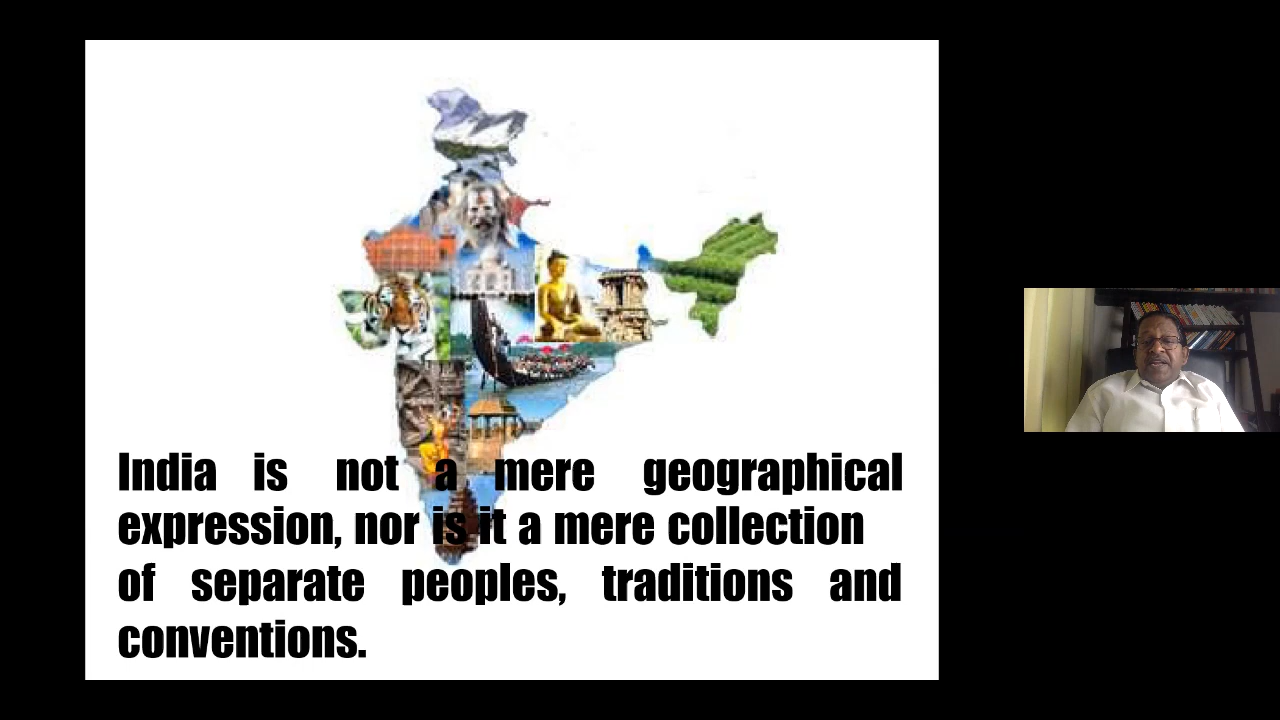 India is not a mere geographical
expression, nor is it a mere collection
of separate peoples, traditions and
conventions.